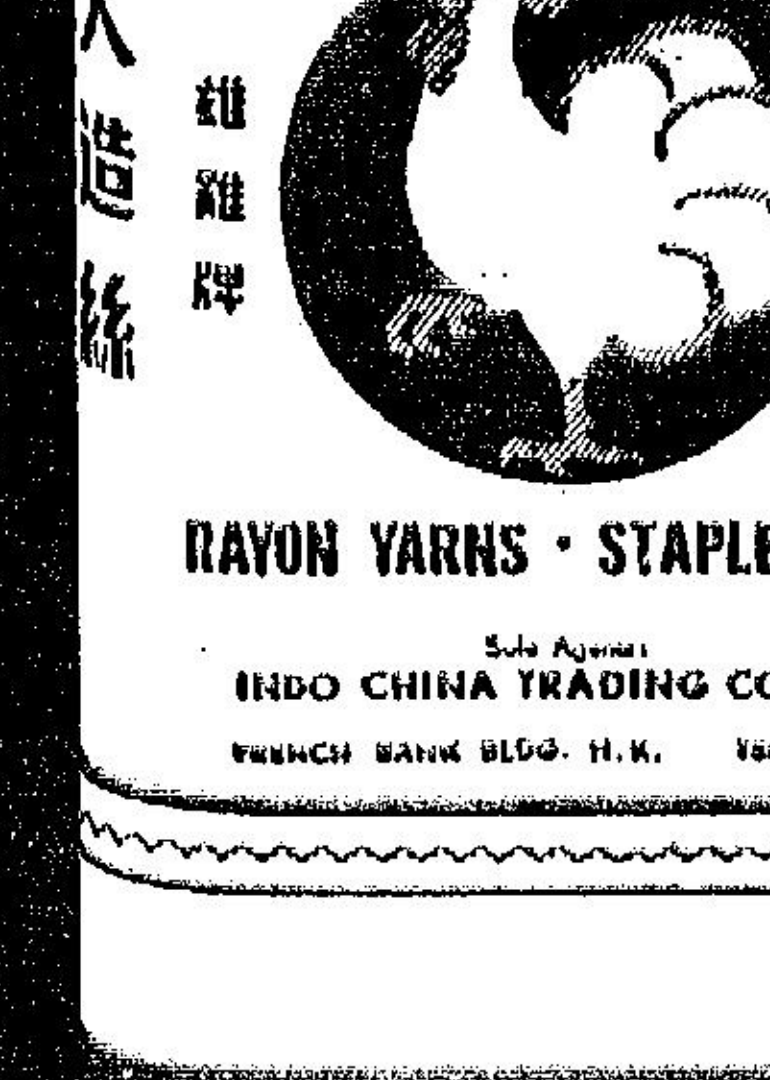 人造絲
雄雞牌
RAYON YARNS · STAPLE
Sole Agents
INDO CHINA TRADING CO
FRENCH BANK BLDG. H.K.